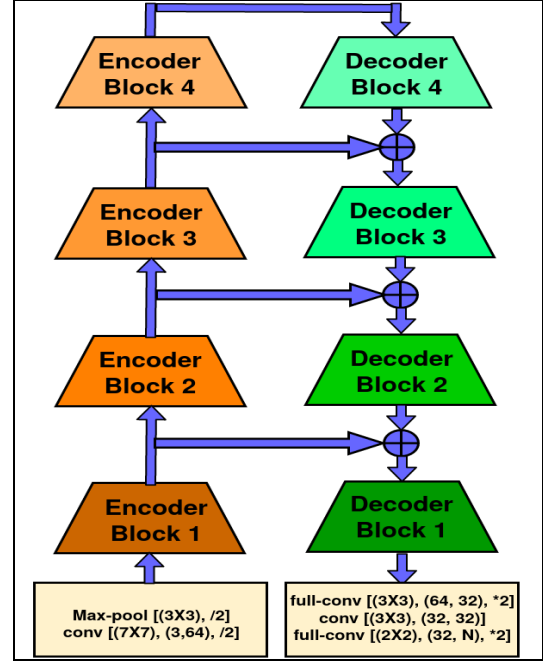 Encoder
Block 4
Decoder
Block 4
Encoder
Block 3
Decoder
Block 3
Encoder
Block 2
Decoder
Block 2
Encoder
Block 1
Decoder
Block 1
Max-pool [(3X3), /2]
conv [(7X7), (3,64), /2]
full-conv [(3X3), (64, 32), *2]
conv [(3X3), (32, 32)]
full-conv [(2X2), (32, N), *2]